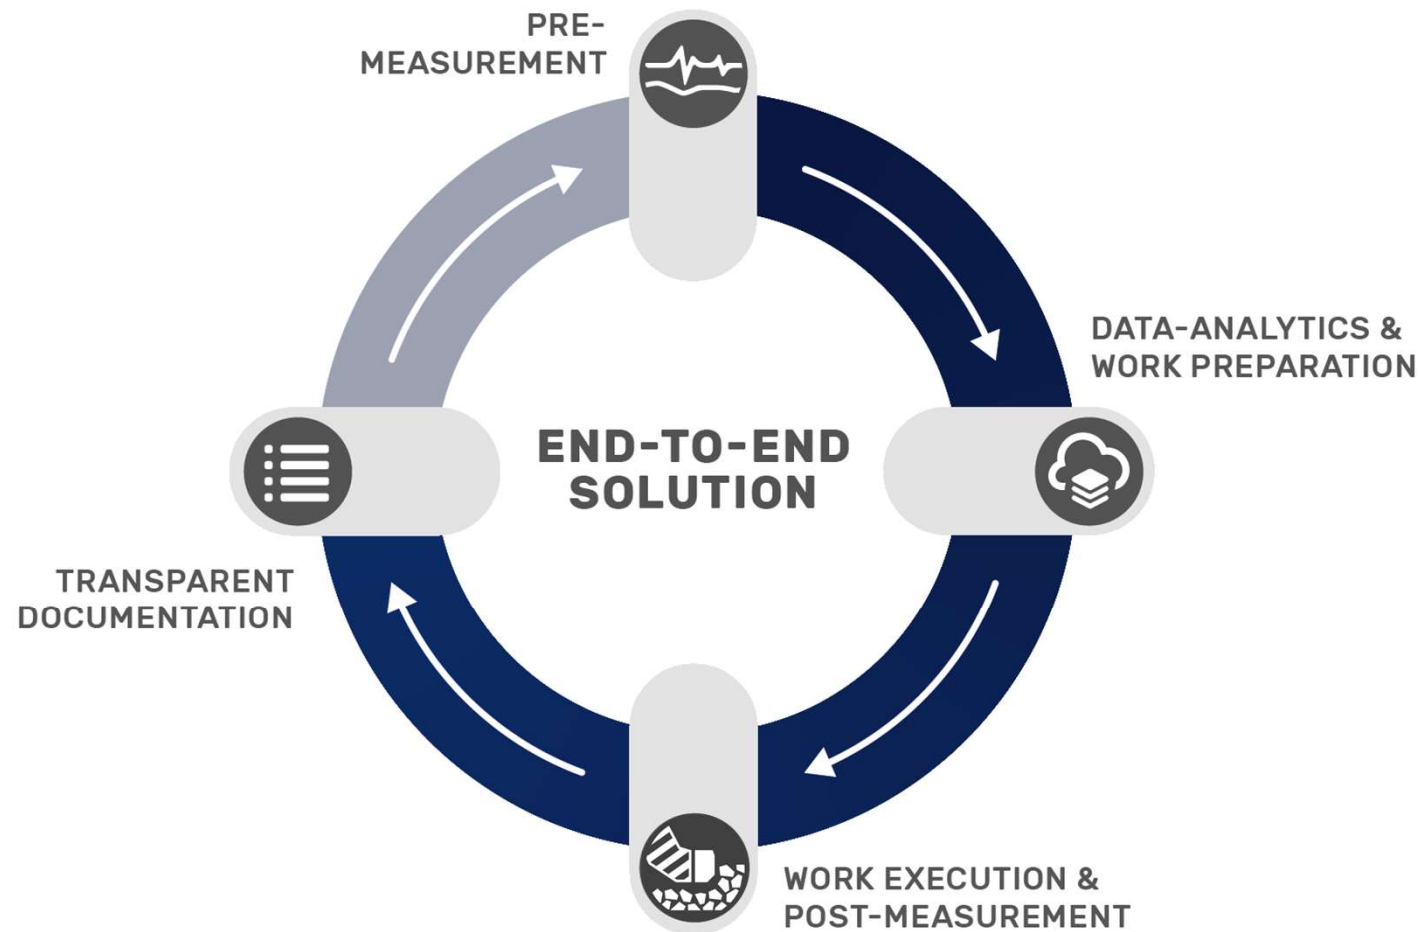 PRE-
MEASUREMENT
DATA-ANALYTICS &
WORK PREPARATION
END-TO-END
SOLUTION
TRANSPARENT
DOCUMENTATION
WORK EXECUTION &
POST-MEASUREMENT